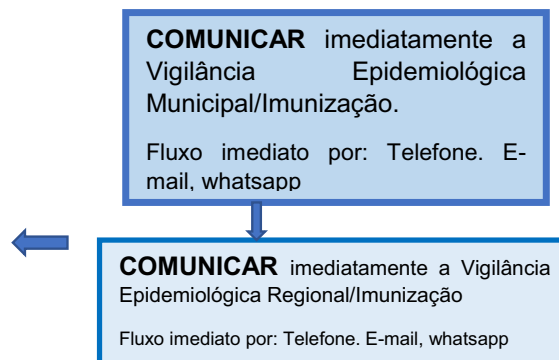 COMUNICAR imediatamente a
Vigilância Epidemiológica
Municipal/Imunização.
Fluxo imediato por: Telefone. E-
mail, whatsapp
COMUNICAR imediatamente a Vigilância
Epidemiológica Regional/Imunização
Fluxo imediato por: Telefone. E-mail, whatsapp